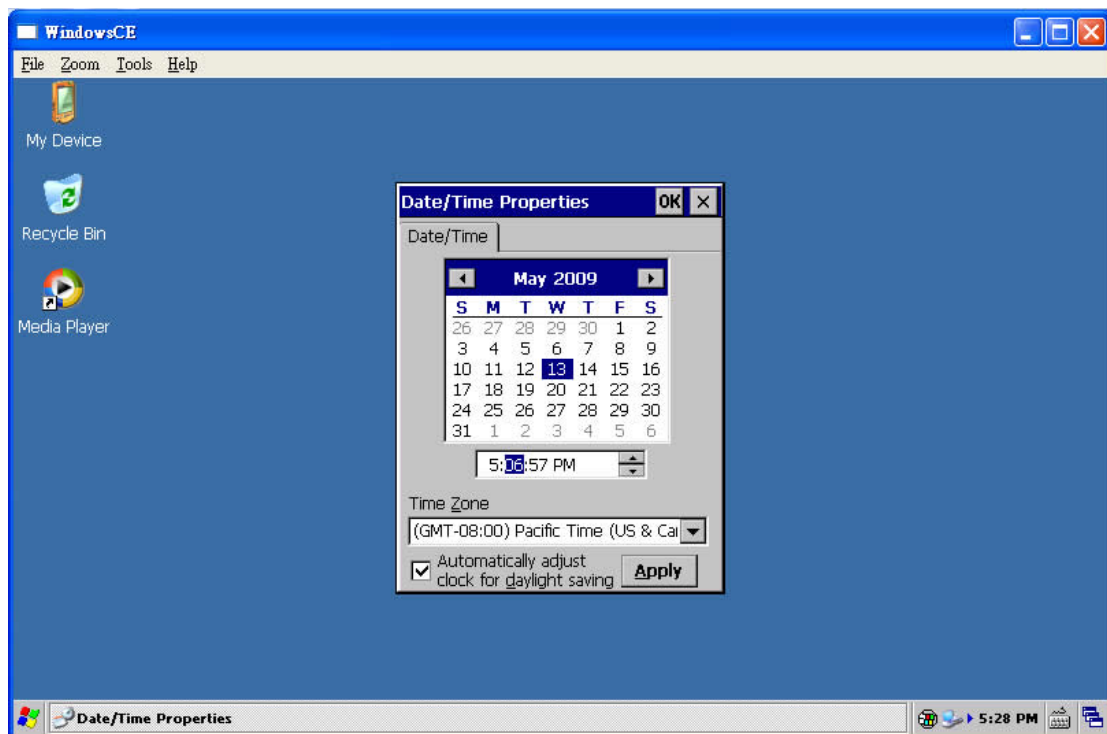 WindowsCE
File Zoom Tools Help
My Device
Recycle Bin
Media Player
Date/Time Properties OK
Date/Time
May 2009
S M T W T F S
26 27 28 29 30 1 2
3 4 5 6 7 8 9
10 11 12 13 14 15 16
17 18 19 20 21 22 23
24 25 26 27 28 29 30
31 1 2 3 4 5 6
5:06:57 PM
Time Zone
(GMT-08:00) Pacific Time (US & Ca
Automatically adjust
clock for daylight saving
Apply
Date/Time Properties
5:28 PM